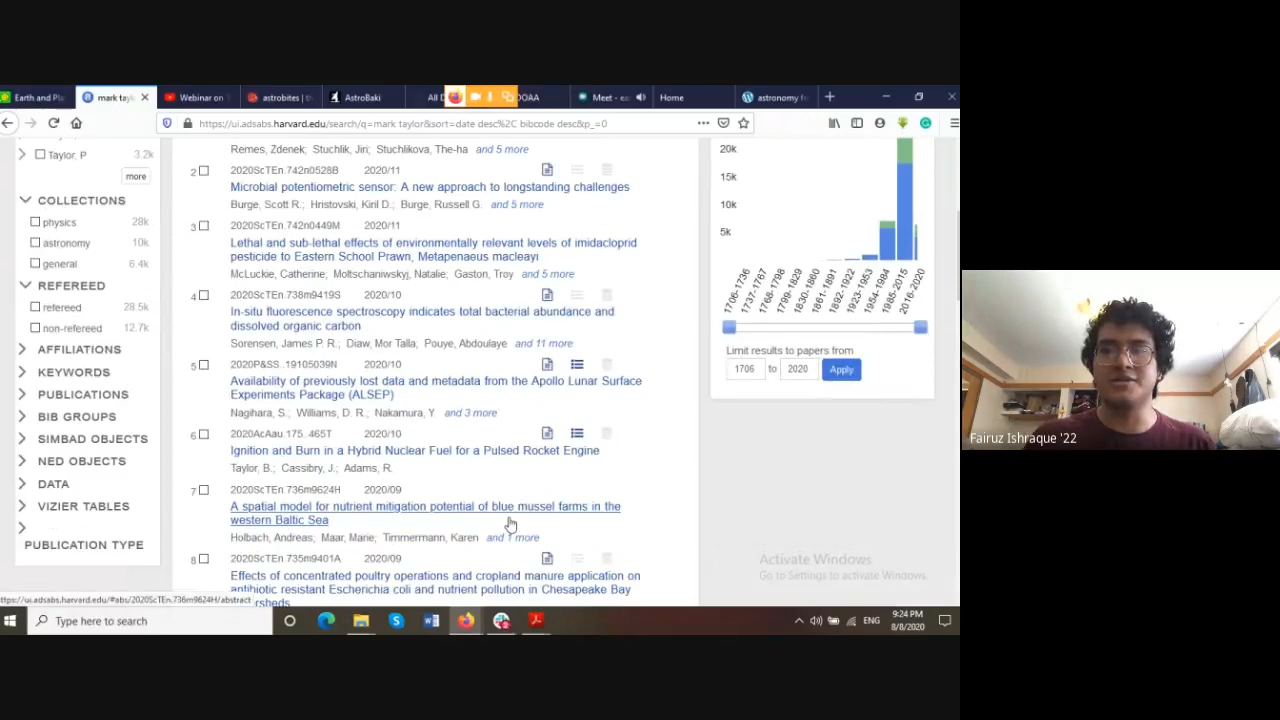 Earth and Pla
mark tayl
Webinar on
astrobites | th
AstroBaki
All D
OAA
Meet - es
Home
astronomy fr
https://ui.adsabs.harvard.edu/search/q=mark taylor&sort=date desc%2C bibcode desc&p_=0
Taylor, P 3.2k
more
COLLECTIONS
physics 28k
astronomy 10k
general 6.4k
REFEREED
refereed 28.5k
non-refereed 12.7k
AFFILIATIONS
KEYWORDS
PUBLICATIONS
BIB GROUPS
SIMBAD OBJECTS
NED OBJECTS
DATA
VIZIER TABLES
PUBLICATION TYPE
Remes, Zdenek; Stuchlik, Jiri; Stuchlikova, The-ha and 5 more
2 2020ScTEn.742n0528B 2020/11
Microbial potentiometric sensor: A new approach to longstanding challenges
Burge, Scott R.; Hristovski, Kiril D.; Burge, Russell G. and 5 more
3 2020ScTEn.742n0449M 2020/11
Lethal and sub-lethal effects of environmentally relevant levels of imidacloprid
pesticide to Eastern School Prawn, Metapenaeus macleayi
McLuckie, Catherine; Moltschaniwskyj, Natalie; Gaston, Troy and 5 more
4 2020ScTEn.738m9419S 2020/10
In-situ fluorescence spectroscopy indicates total bacterial abundance and
dissolved organic carbon
Sorensen, James P. R.; Diaw, Mor Talla; Pouye, Abdoulaye and 11 more
5 2020P&SS..19105039N 2020/10
Availability of previously lost data and metadata from the Apollo Lunar Surface
Experiments Package (ALSEP)
Nagihara, S.; Williams, D. R.; Nakamura, Y. and 3 more
6 2020AcAau.175..465T 2020/10
Ignition and Burn in a Hybrid Nuclear Fuel for a Pulsed Rocket Engine
Taylor, B.; Cassibry, J.; Adams, R.
7 2020ScTEn.736m9624H 2020/09
A spatial model for nutrient mitigation potential of blue mussel farms in the
western Baltic Sea
Holbach, Andreas; Maar, Marie; Timmermann, Karen and 1 more
8 2020ScTEn.735m9401A 2020/09
Effects of concentrated poultry operations and cropland manure application on
antibiotic resistant Escherichia coli and nutrient pollution in Chesapeake Bay
rsheds
20k
15k
10k
5k
1706-1736
1737-1767
1768-1798
1799-1829
1830-1860
1861-1891
1892-1922
1923-1953
1954-1984
1985-2015
2016-2020
Limit results to papers from
1706 to 2020 Apply
Activate Windows
Go to Settings to activate Windows.
ttps://ui.adsabs.harvard.edu/#abs/2020ScTEn.736m9624H/abstract
Type here to search
ENG
9:24 PM
8/8/2020
Fairuz Ishraque '22